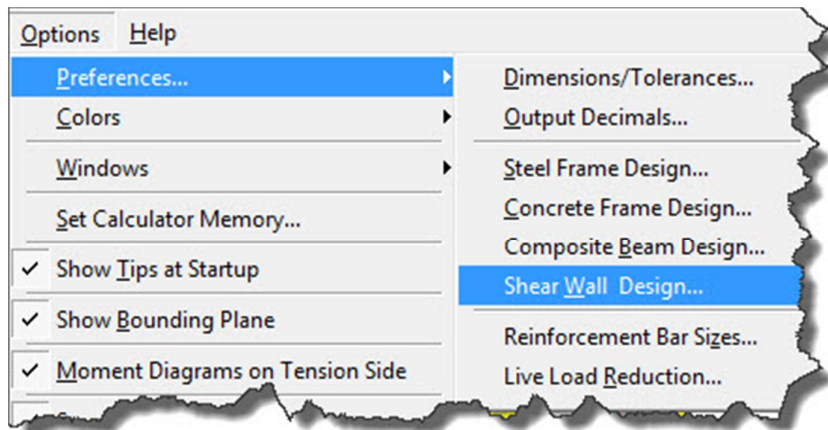 Options Help
Preferences...
Colors
Windows
Set Calculator Memory...
Show Tips at Startup
Show Bounding Plane
Moment Diagrams on Tension Side
Dimensions/Tolerances...
Output Decimals...
Steel Frame Design...
Concrete Frame Design...
Composite Beam Design...
Shear Wall Design...
Reinforcement Bar Sizes...
Live Load Reduction...